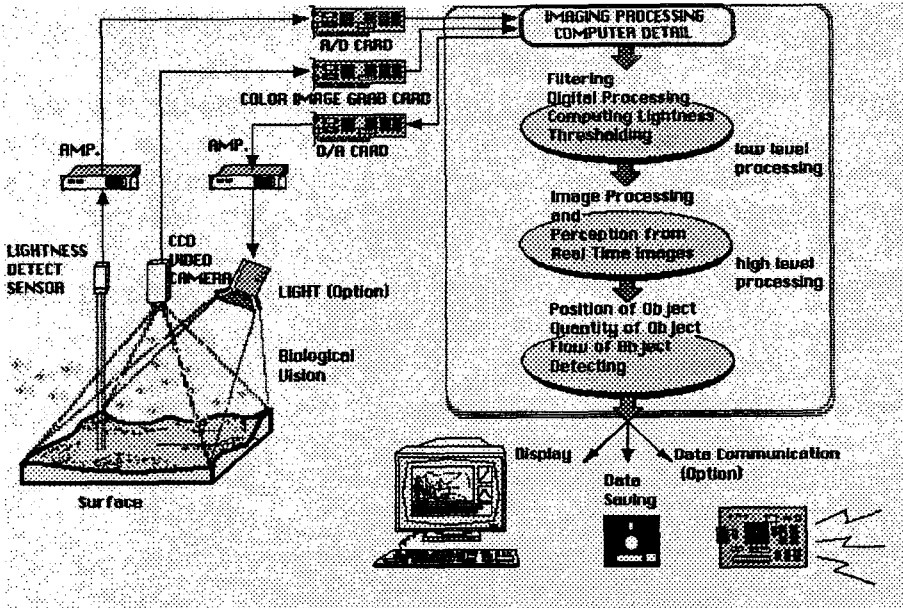 IMAGING PROCESSING
COMPUTER DETAIL
A/D CARD
COLOR IMAGE GRAB CARD
D/A CARD
AMP.
AMP.
LIGHTNESS
DETECT
SENSOR
CCD
VIDEO
CAMERA
LIGHT (Option)
Biological
Vision
Surface
Filtering
Digital Processing
Computing Lightness
Thresholding
low level
processing
Image Processing
and
Perception from
Real Time Images
high level
processing
Position of Object
Quantity of Object
Flow of Object
Detecting
Display
Data
Saving
Data Communication
(Option)